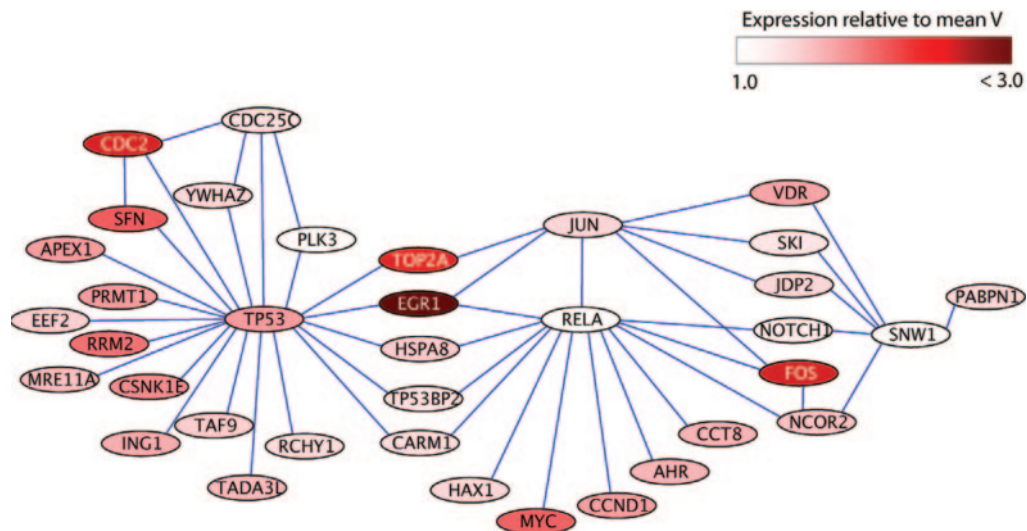 Expression relative to mean V
1.0
< 3.0
CDC25C
CDC2
YWHAZ
VDR
SFN
JUN
PLK3
SKI
APEX1
TOP2A
JDP2
PRMT1
EGR1
PABPN1
EEF2
TP53
RELA
NOTCH1
SNW1
RRM2
HSPA8
FOS
MRE11A
CSNK1E
TP53BP2
NCOR2
TAF9
CCT8
ING1
RCHY1
CARM1
AHR
TADA3L
HAX1
CCND1
MYC